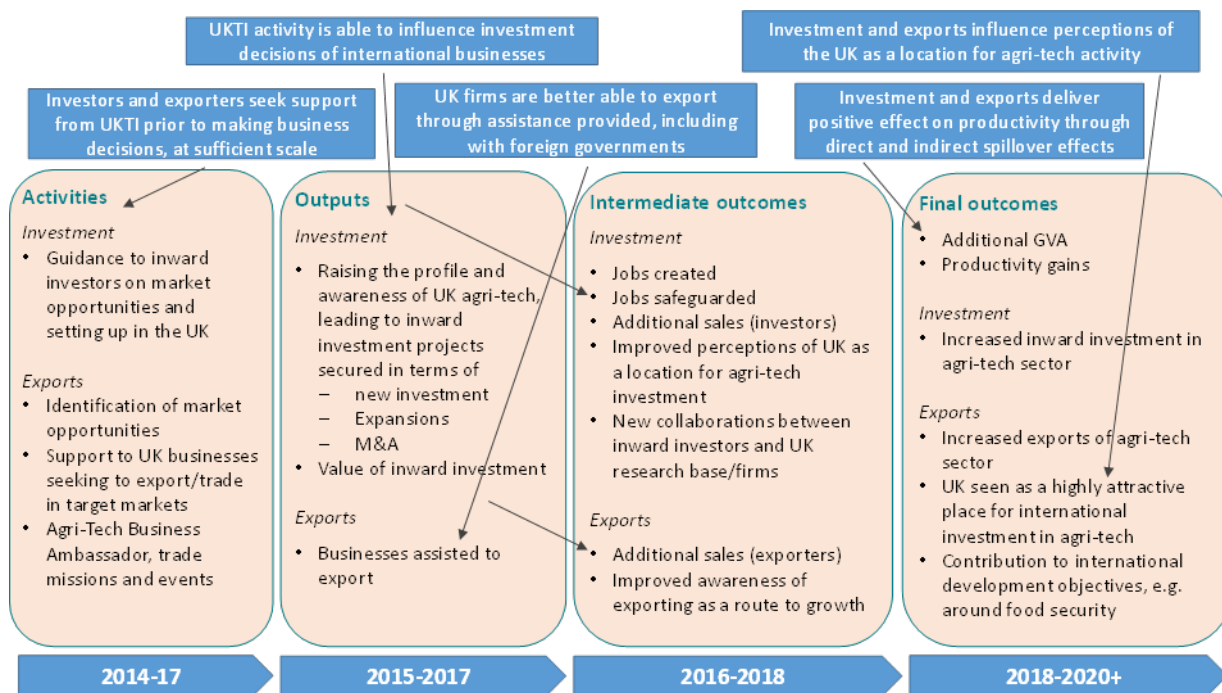 UKTI activity is able to influence investment
decisions of international businesses
Investment and exports influence perceptions of
the UK as a location for agri-tech activity
Investors and exporters seek support
from UKTI prior to making business
decisions, at sufficient scale
UK firms are better able to export
through assistance provided, including
with foreign governments
Investment and exports deliver
positive effect on productivity through
direct and indirect spillover effects
Activities
Investment
• Guidance to inward
investors on market
opportunities and
setting up in the UK
Exports
• Identification of market
opportunities
• Support to UK businesses
seeking to export/trade
in target markets
• Agri-Tech Business
Ambassador, trade
missions and events
Outputs
Investment
• Raising the profile and
awareness of UK agri-tech,
leading to inward
investment projects
secured in terms of
– new investment
– Expansions
– M&A
• Value of inward investment
Exports
• Businesses assisted to
export
Intermediate outcomes
Investment
• Jobs created
• Jobs safeguarded
• Additional sales (investors)
• Improved perceptions of UK as
a location for agri-tech
investment
• New collaborations between
inward investors and UK
research base/firms
Exports
• Additional sales (exporters)
• Improved awareness of
exporting as a route to growth
Final outcomes
• Additional GVA
• Productivity gains
Investment
• Increased inward investment in
agri-tech sector
Exports
• Increased exports of agri-tech
sector
• UK seen as a highly attractive
place for international
investment in agri-tech
• Contribution to international
development objectives, e.g.
around food security
2014-17
2015-2017
2016-2018
2018-2020+